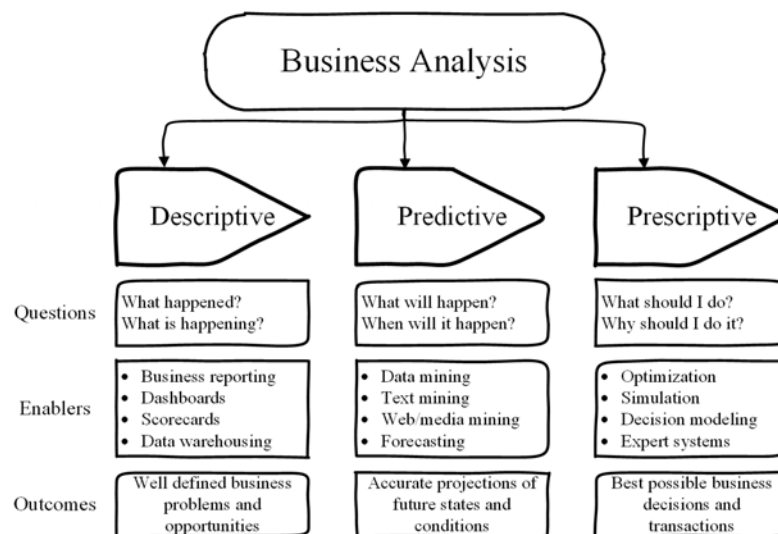 Business Analysis
Descriptive
Predictive
Prescriptive
Questions
What happened?
What is happening?
What will happen?
When will it happen?
What should I do?
Why should I do it?
Enablers
• Business reporting
• Dashboards
• Scorecards
• Data warehousing
• Data mining
• Text mining
• Web/media mining
• Forecasting
• Optimization
• Simulation
• Decision modeling
• Expert systems
Outcomes
Well defined business
problems and
opportunities
Accurate projections of
future states and
conditions
Best possible business
decisions and
transactions